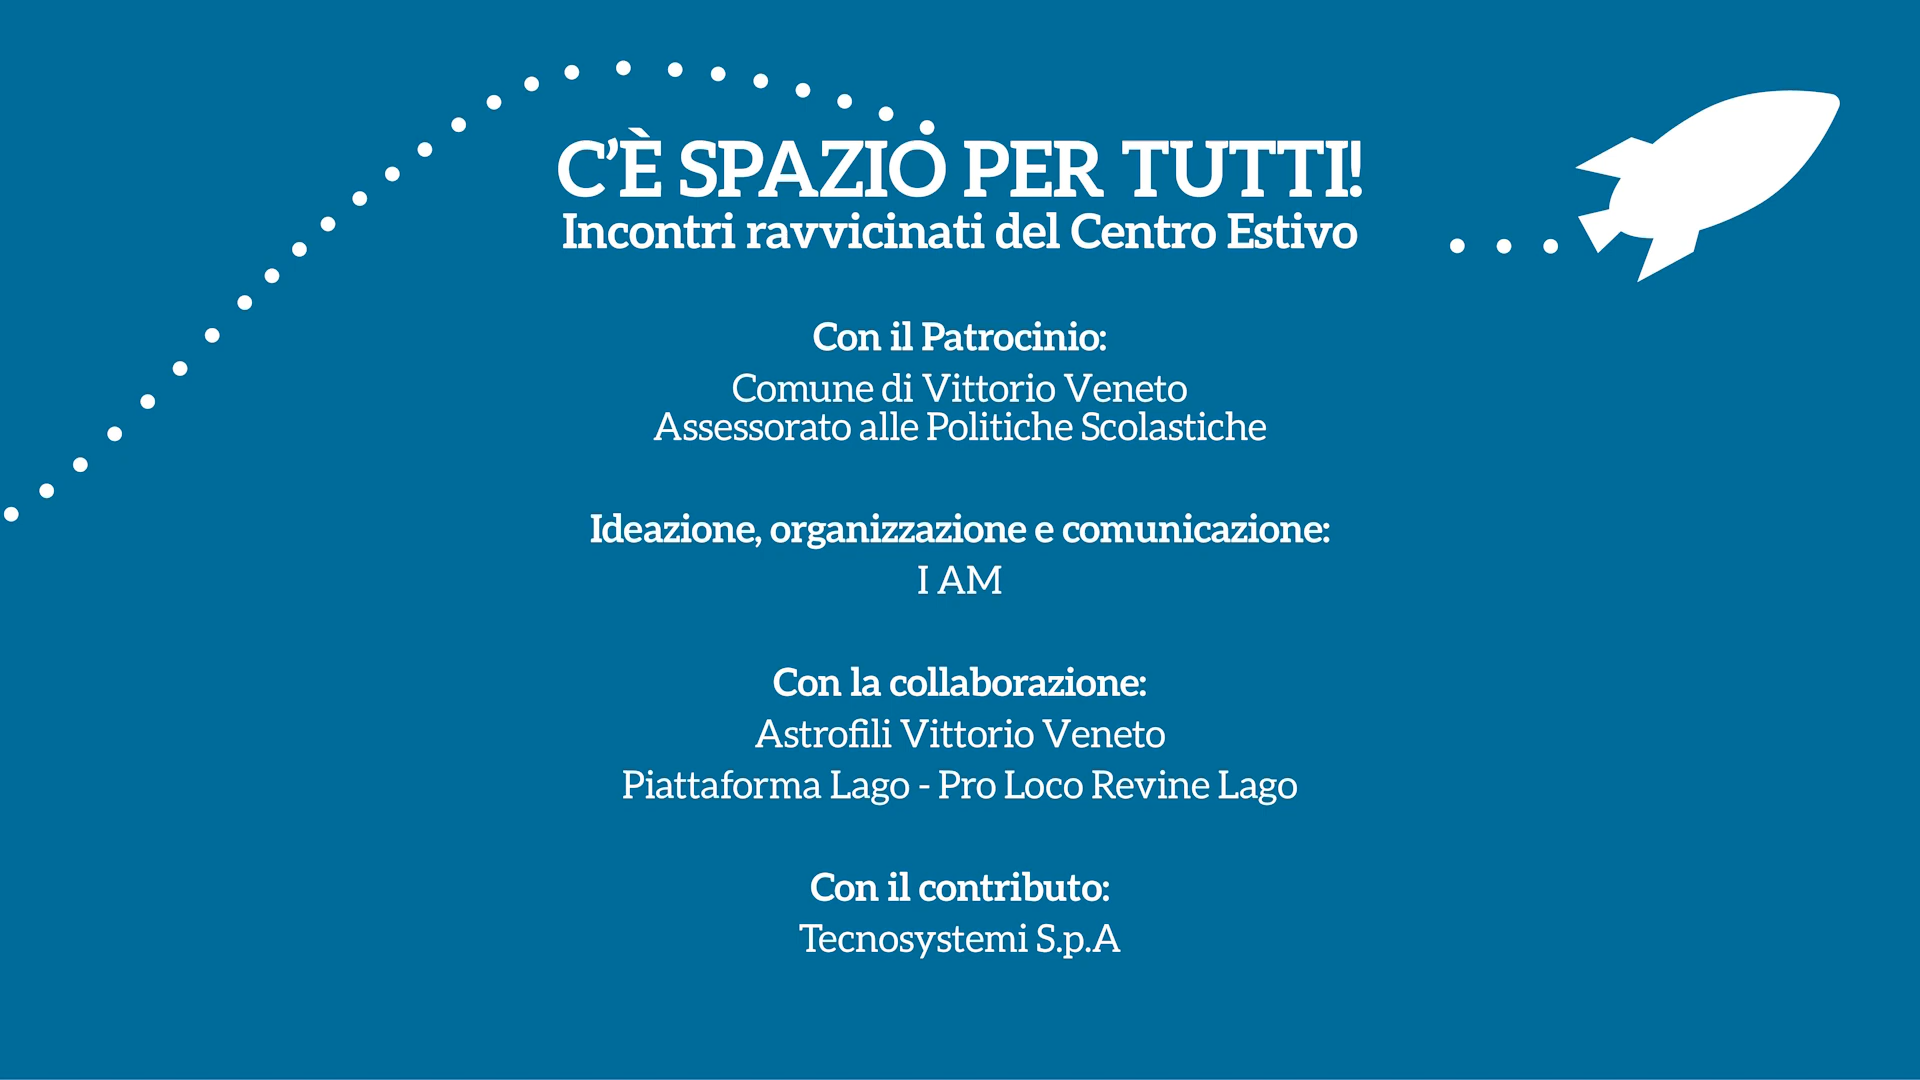 C’È SPAZIO PER TUTTI!
Incontri ravvicinati del Centro Estivo
Con il Patrocinio:
Comune di Vittorio Veneto
Assessorato alle Politiche Scolastiche
Ideazione, organizzazione e comunicazione:
I AM
Con la collaborazione:
Astrofili Vittorio Veneto
Piattaforma Lago - Pro Loco Revine Lago
Con il contributo:
Tecnosystemi S.p.A